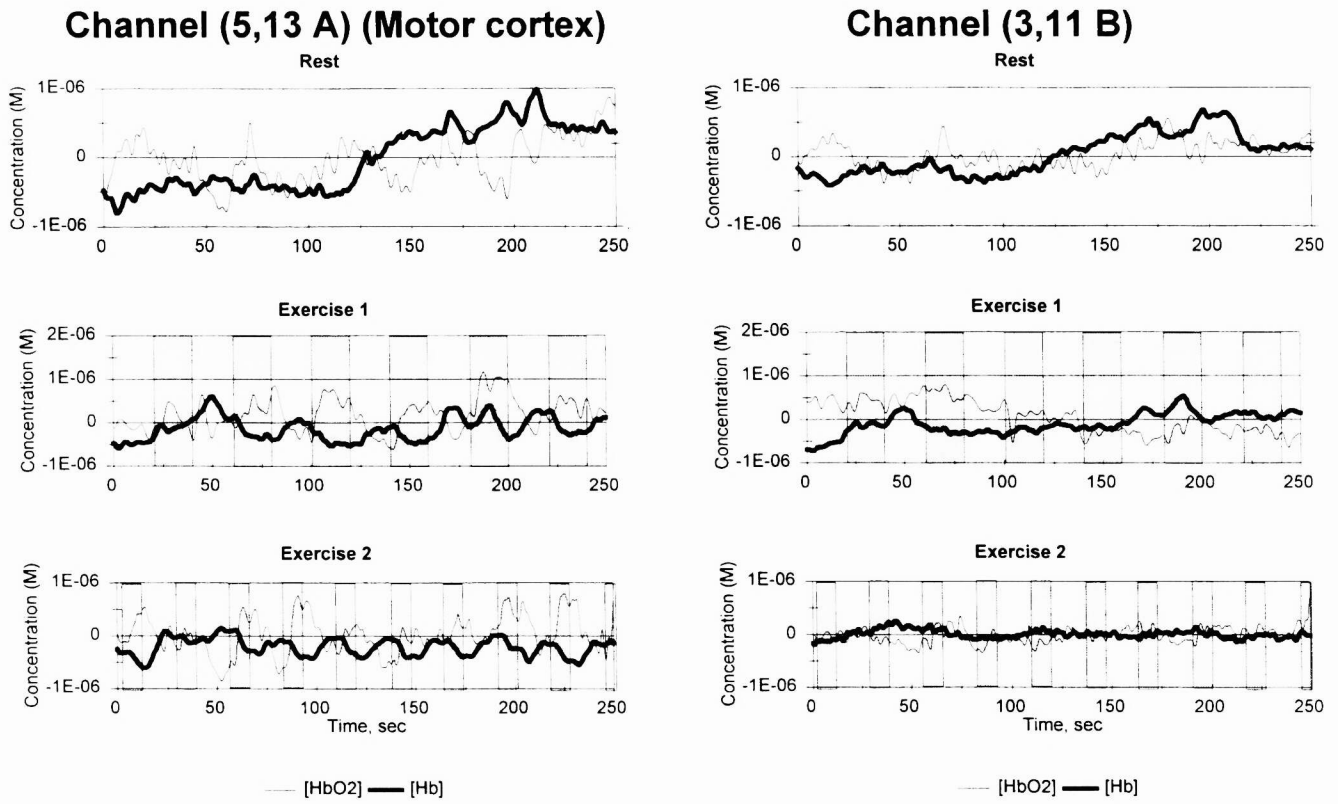 Channel (5,13 A) (Motor cortex)
Rest
Concentration (M)
1E-06
0
-1E-06
0 50 100 150 200 250
Exercise 1
Concentration (M)
2E-06
1E-06
0
-1E-06
0 50 100 150 200 250
Exercise 2
Concentration (M)
1E-06
0
-1E-06
0 50 100 150 200 250
Time, sec
[HbO2] [Hb]
Channel (3,11 B)
Rest
Concentration (M)
1E-06
0
-1E-06
0 50 100 150 200 250
Exercise 1
Concentration (M)
2E-06
1E-06
0
-1E-06
0 50 100 150 200 250
Exercise 2
Concentration (M)
1E-06
0
-1E-06
0 50 100 150 200 250
Time, sec
[HbO2] [Hb]